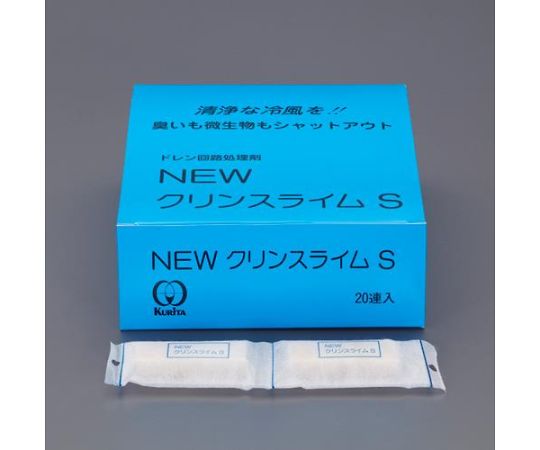 清浄な冷風を!!
臭いも微生物もシャットアウト
ドレン回路処理剤
NEW
クリンスライム S
NEW クリンスライム S
KURITA
20連入
NEW
クリンスライム S
NEW
クリンスライム S